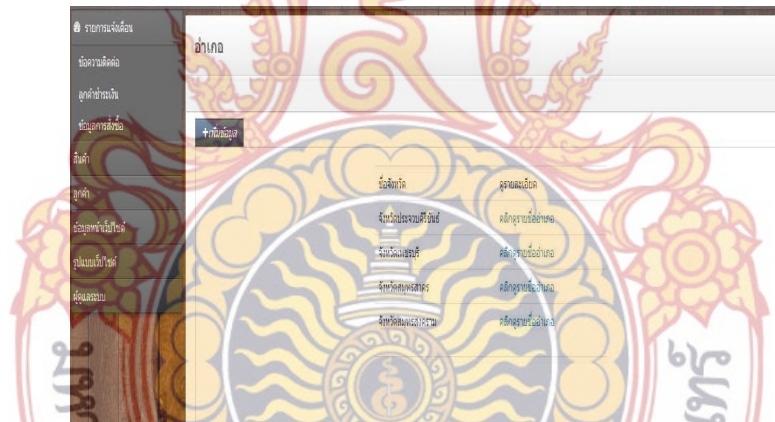 รายการแจ้งเตือน
ข้อความติดต่อ
ลูกค้าชำระเงิน
ข้อมูลการสั่งซื้อ
สินค้า
ลูกค้า
ข้อมูลหน้าเว็บไซต์
รูปแบบเว็บไซต์
ผู้ดูแลระบบ
อำเภอ
+เพิ่มข้อมูล
ชื่อจังหวัด ดูรายละเอียด
จังหวัดประจวบคีรีขันธ์ คลิกดูรายชื่ออำเภอ
จังหวัดเพชรบุรี คลิกดูรายชื่ออำเภอ
จังหวัดสมุทรสาคร คลิกดูรายชื่ออำเภอ
จังหวัดสมุทรสงคราม คลิกดูรายชื่ออำเภอ